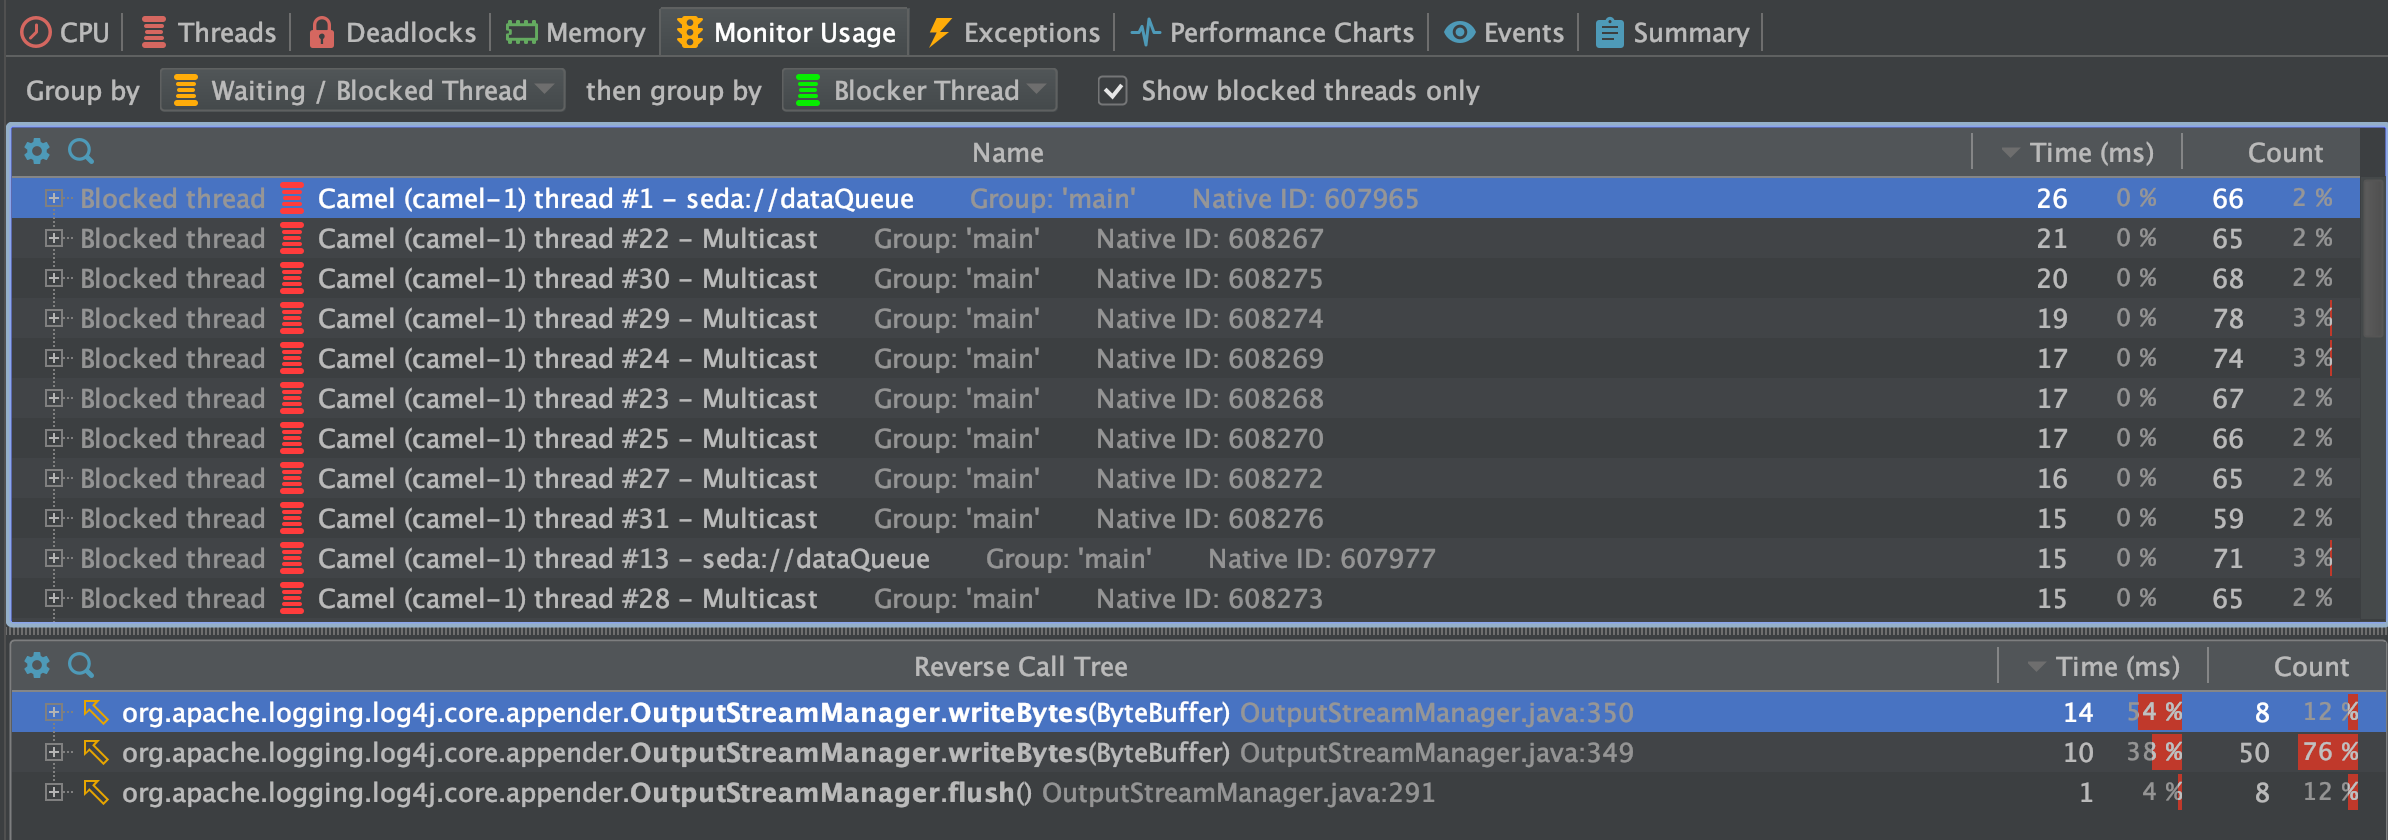 CPU Threads Deadlocks Memory Monitor Usage Exceptions Performance Charts Events Summary
Group by Waiting / Blocked Thread then group by Blocker Thread Show blocked threads only
Name Time (ms) Count
Blocked thread Camel (camel-1) thread #1 - seda://dataQueue Group: 'main' Native ID: 607965 26 0 % 66 2 %
Blocked thread Camel (camel-1) thread #22 - Multicast Group: 'main' Native ID: 608267 21 0 % 65 2 %
Blocked thread Camel (camel-1) thread #30 - Multicast Group: 'main' Native ID: 608275 20 0 % 68 2 %
Blocked thread Camel (camel-1) thread #29 - Multicast Group: 'main' Native ID: 608274 19 0 % 78 3 %
Blocked thread Camel (camel-1) thread #24 - Multicast Group: 'main' Native ID: 608269 17 0 % 74 3 %
Blocked thread Camel (camel-1) thread #23 - Multicast Group: 'main' Native ID: 608268 17 0 % 67 2 %
Blocked thread Camel (camel-1) thread #25 - Multicast Group: 'main' Native ID: 608270 17 0 % 66 2 %
Blocked thread Camel (camel-1) thread #27 - Multicast Group: 'main' Native ID: 608272 16 0 % 65 2 %
Blocked thread Camel (camel-1) thread #31 - Multicast Group: 'main' Native ID: 608276 15 0 % 59 2 %
Blocked thread Camel (camel-1) thread #13 - seda://dataQueue Group: 'main' Native ID: 607977 15 0 % 71 3 %
Blocked thread Camel (camel-1) thread #28 - Multicast Group: 'main' Native ID: 608273 15 0 % 65 2 %
Reverse Call Tree Time (ms) Count
org.apache.logging.log4j.core.appender.OutputStreamManager.writeBytes(ByteBuffer) OutputStreamManager.java:350 14 54 % 8 12 %
org.apache.logging.log4j.core.appender.OutputStreamManager.writeBytes(ByteBuffer) OutputStreamManager.java:349 10 38 % 50 76 %
org.apache.logging.log4j.core.appender.OutputStreamManager.flush() OutputStreamManager.java:291 1 4 % 8 12 %